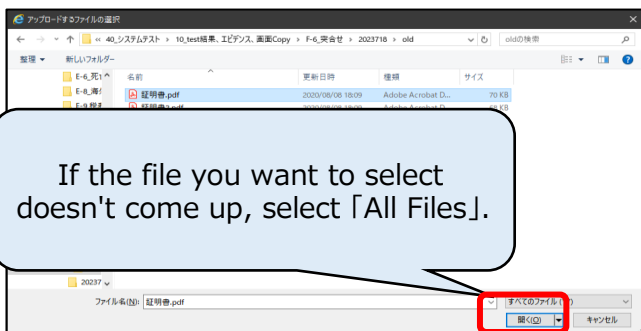 アップロードするファイルの選択
« 40_システムテスト › 10_test結果、エビデンス、画面Copy › F-6_突合せ › 2023718 › old
oldの検索
整理 新しいフォルダー
名前 更新日時 種類 サイズ
E-6_死
証明書.pdf 2020/08/08 18:09 Adobe Acrobat D... 70 KB
E-8_海
If the file you want to select
doesn't come up, select「All Files」.
20237
ファイル名(N): 証明書.pdf
すべてのファイル
開く(O) キャンセル